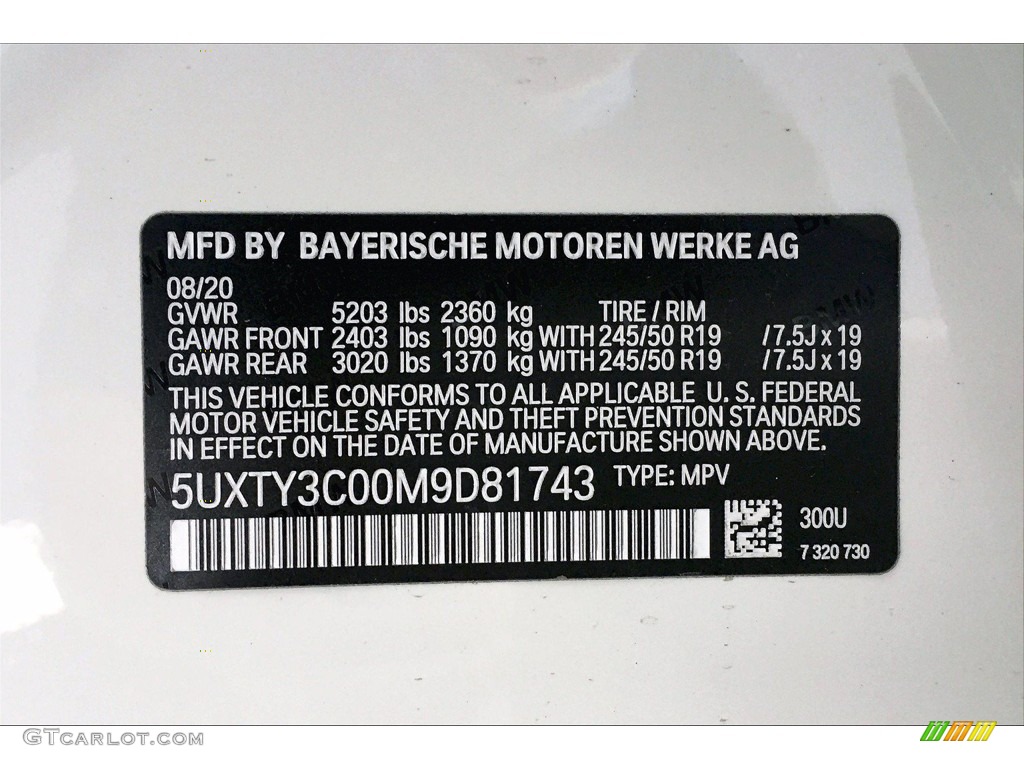 MFD BY BAYERISCHE MOTOREN WERKE AG
08/20
GVWR 5203 lbs 2360 kg TIRE / RIM
GAWR FRONT 2403 lbs 1090 kg WITH 245/50 R19 /7.5J x 19
GAWR REAR 3020 lbs 1370 kg WITH 245/50 R19 /7.5J x 19
THIS VEHICLE CONFORMS TO ALL APPLICABLE U. S. FEDERAL
MOTOR VEHICLE SAFETY AND THEFT PREVENTION STANDARDS
IN EFFECT ON THE DATE OF MANUFACTURE SHOWN ABOVE.
5UXTY3C00M9D81743 TYPE: MPV
300U
7 320 730
GTCARLOT.COM